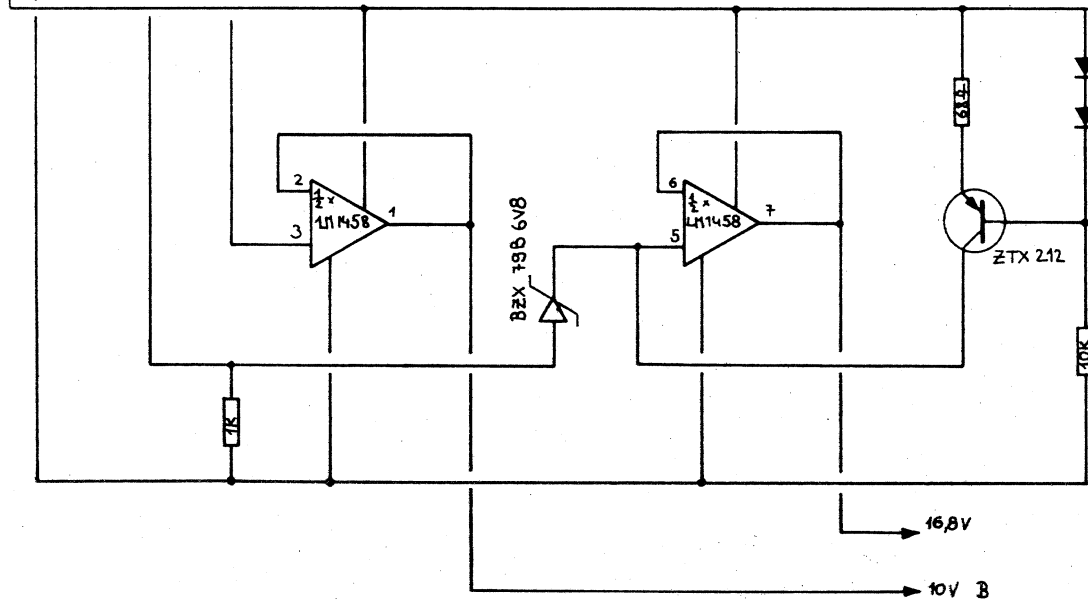 68Ω
2
½ x
LM1458
1
3
6
½ x
LM1458
7
5
BZX 79B 6V8
ZTX 212
10K
1K
16,8V
10V B